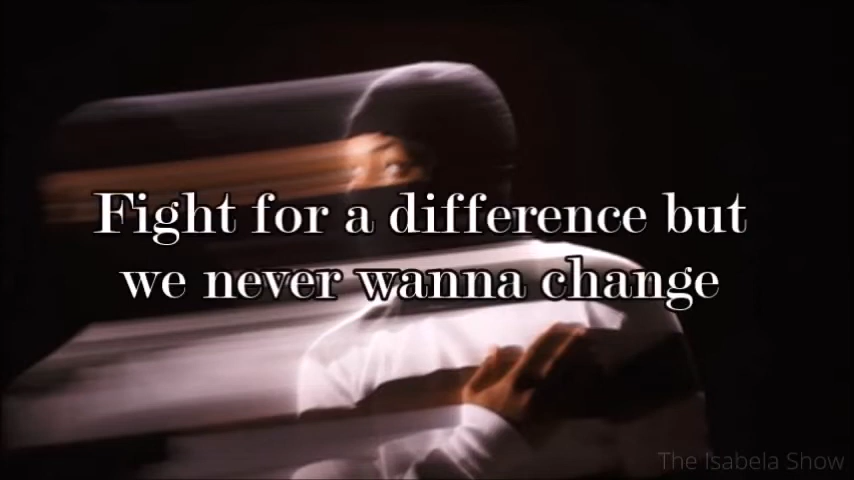 Fight for a difference but
we never wanna change
The Isabela Show